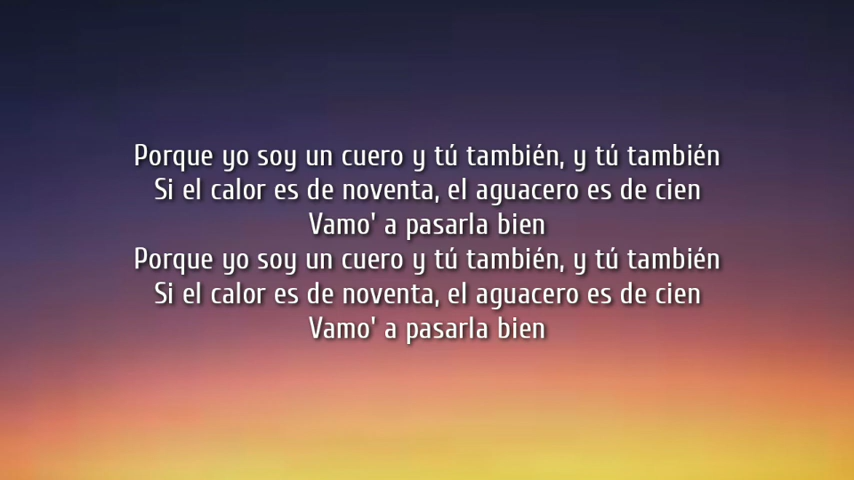 Porque yo soy un cuero y tú también, y tú también
Si el calor es de noventa, el aguacero es de cien
Vamo' a pasarla bien
Porque yo soy un cuero y tú también, y tú también
Si el calor es de noventa, el aguacero es de cien
Vamo' a pasarla bien